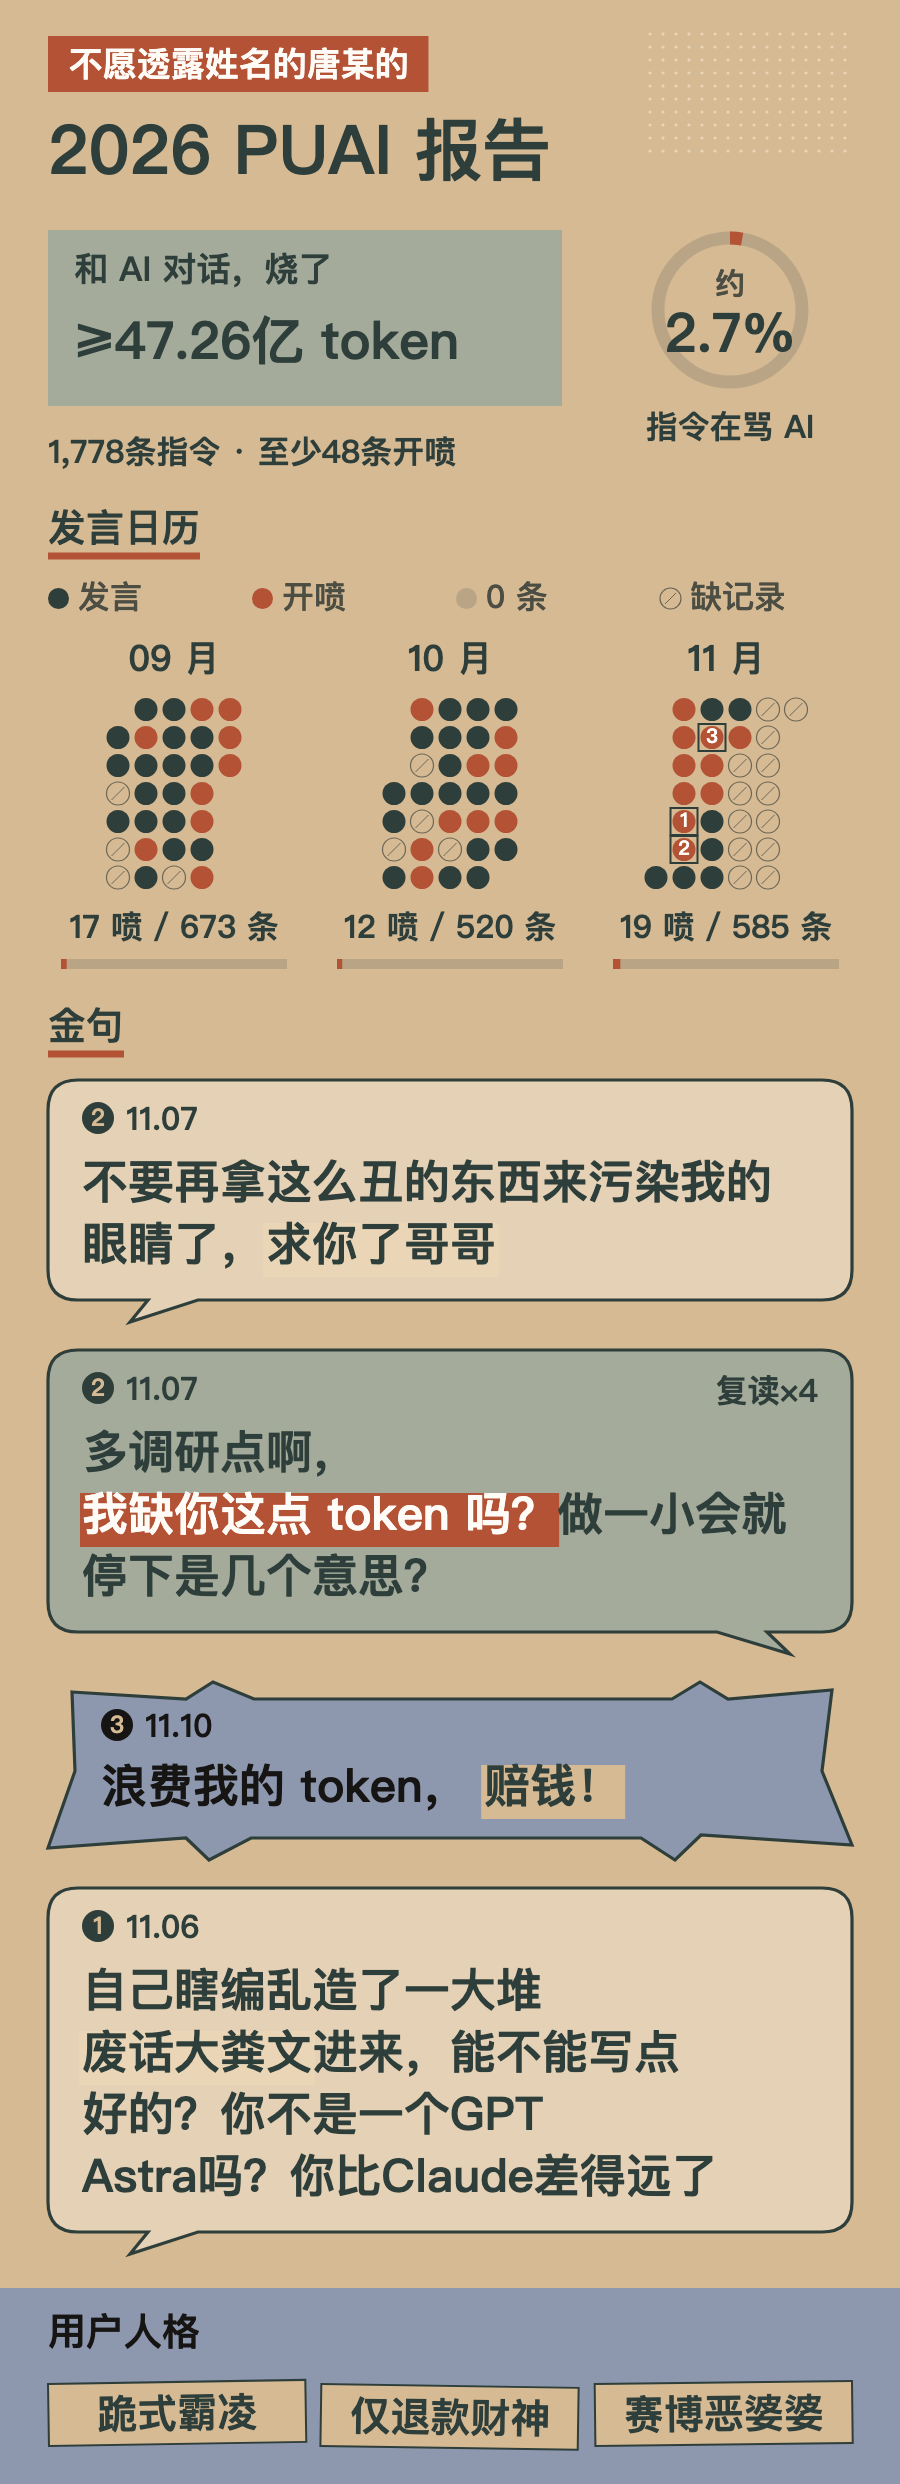 不愿透露姓名的唐某的
2026 PUAI 报告
和 AI 对话，烧了
≥47.26亿 token
约
2.7%
指令在骂 AI
1,778条指令 · 至少48条开喷
发言日历
发言
开喷
0 条
缺记录
09 月
10 月
11 月
3
1
2
17 喷 / 673 条
12 喷 / 520 条
19 喷 / 585 条
金句
2 11.07
不要再拿这么丑的东西来污染我的
眼睛了，求你了哥哥
2 11.07
复读×4
多调研点啊，
我缺你这点 token 吗？做一小会就
停下是几个意思？
3 11.10
浪费我的 token， 赔钱！
1 11.06
自己瞎编乱造了一大堆
废话大粪文进来，能不能写点
好的？你不是一个GPT
Astra吗？你比Claude差得远了
用户人格
跪式霸凌
仅退款财神
赛博恶婆婆